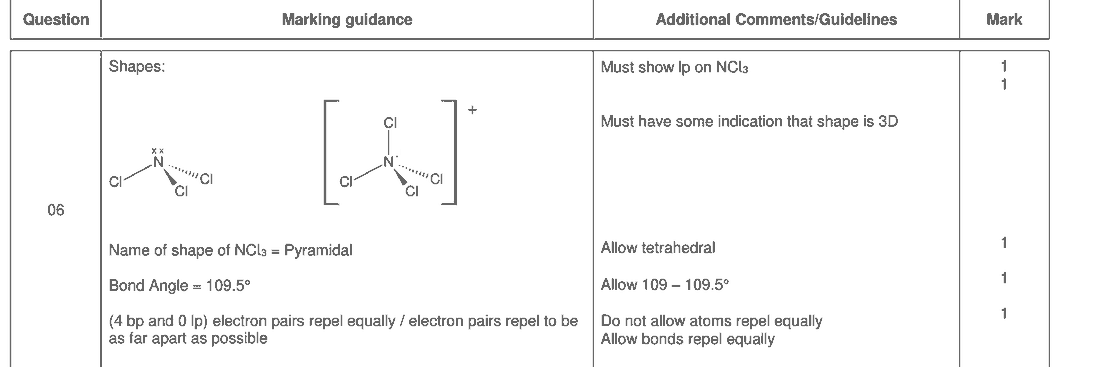 Question Marking guidance Additional Comments/Guidelines Mark
Shapes: Must show lp on NCl₃ 1
1
Cl +
Must have some indication that shape is 3D
xx
N N
Cl Cl Cl Cl
Cl Cl
06
Name of shape of NCl₃ = Pyramidal Allow tetrahedral 1
Bond Angle = 109.5° Allow 109 – 109.5° 1
(4 bp and 0 lp) electron pairs repel equally / electron pairs repel to be Do not allow atoms repel equally 1
as far apart as possible Allow bonds repel equally